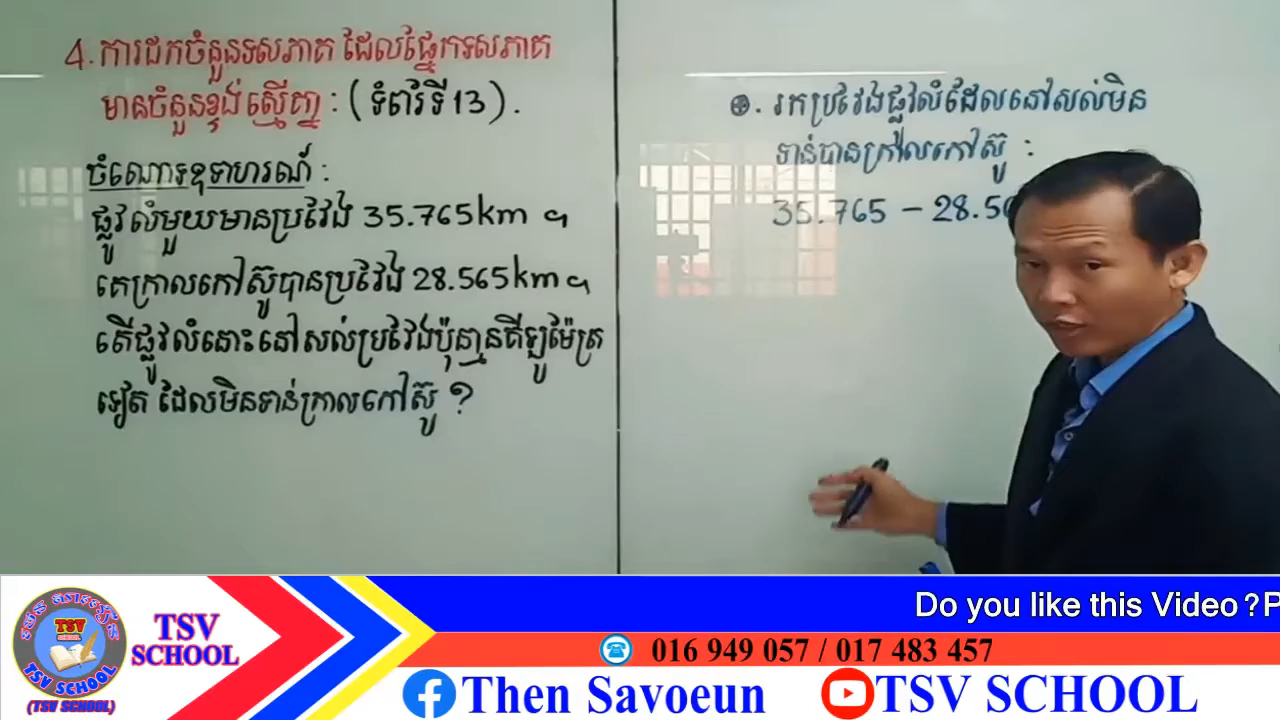 4. ការដកចំនួនទសភាគ ដែលផ្នែកទសភាគ
មានចំនួនខ្ទង់ស្មើគ្នា : (ទំព័រទី 13).
ចំណោទឧទាហរណ៍ :
ផ្លូវលំមួយមានប្រវែង 35.765km ។
គេក្រាលកៅស៊ូបានប្រវែង 28.565km ។
តើផ្លូវលំនោះនៅសល់ប្រវែងប៉ុន្មានគីឡូម៉ែត្រ
ទៀត ដែលមិនទាន់ក្រាលកៅស៊ូ ?
រកប្រវែងផ្លូវលំដែលនៅសល់មិន
ទាន់បានក្រាលកៅស៊ូ :
35.765 – 28.5
TSV
SCHOOL
TSV SCHOOL
(TSV SCHOOL)
TSV
SCHOOL
Do you like this Video ? P
016 949 057 / 017 483 457
Then Savoeun
TSV SCHOOL